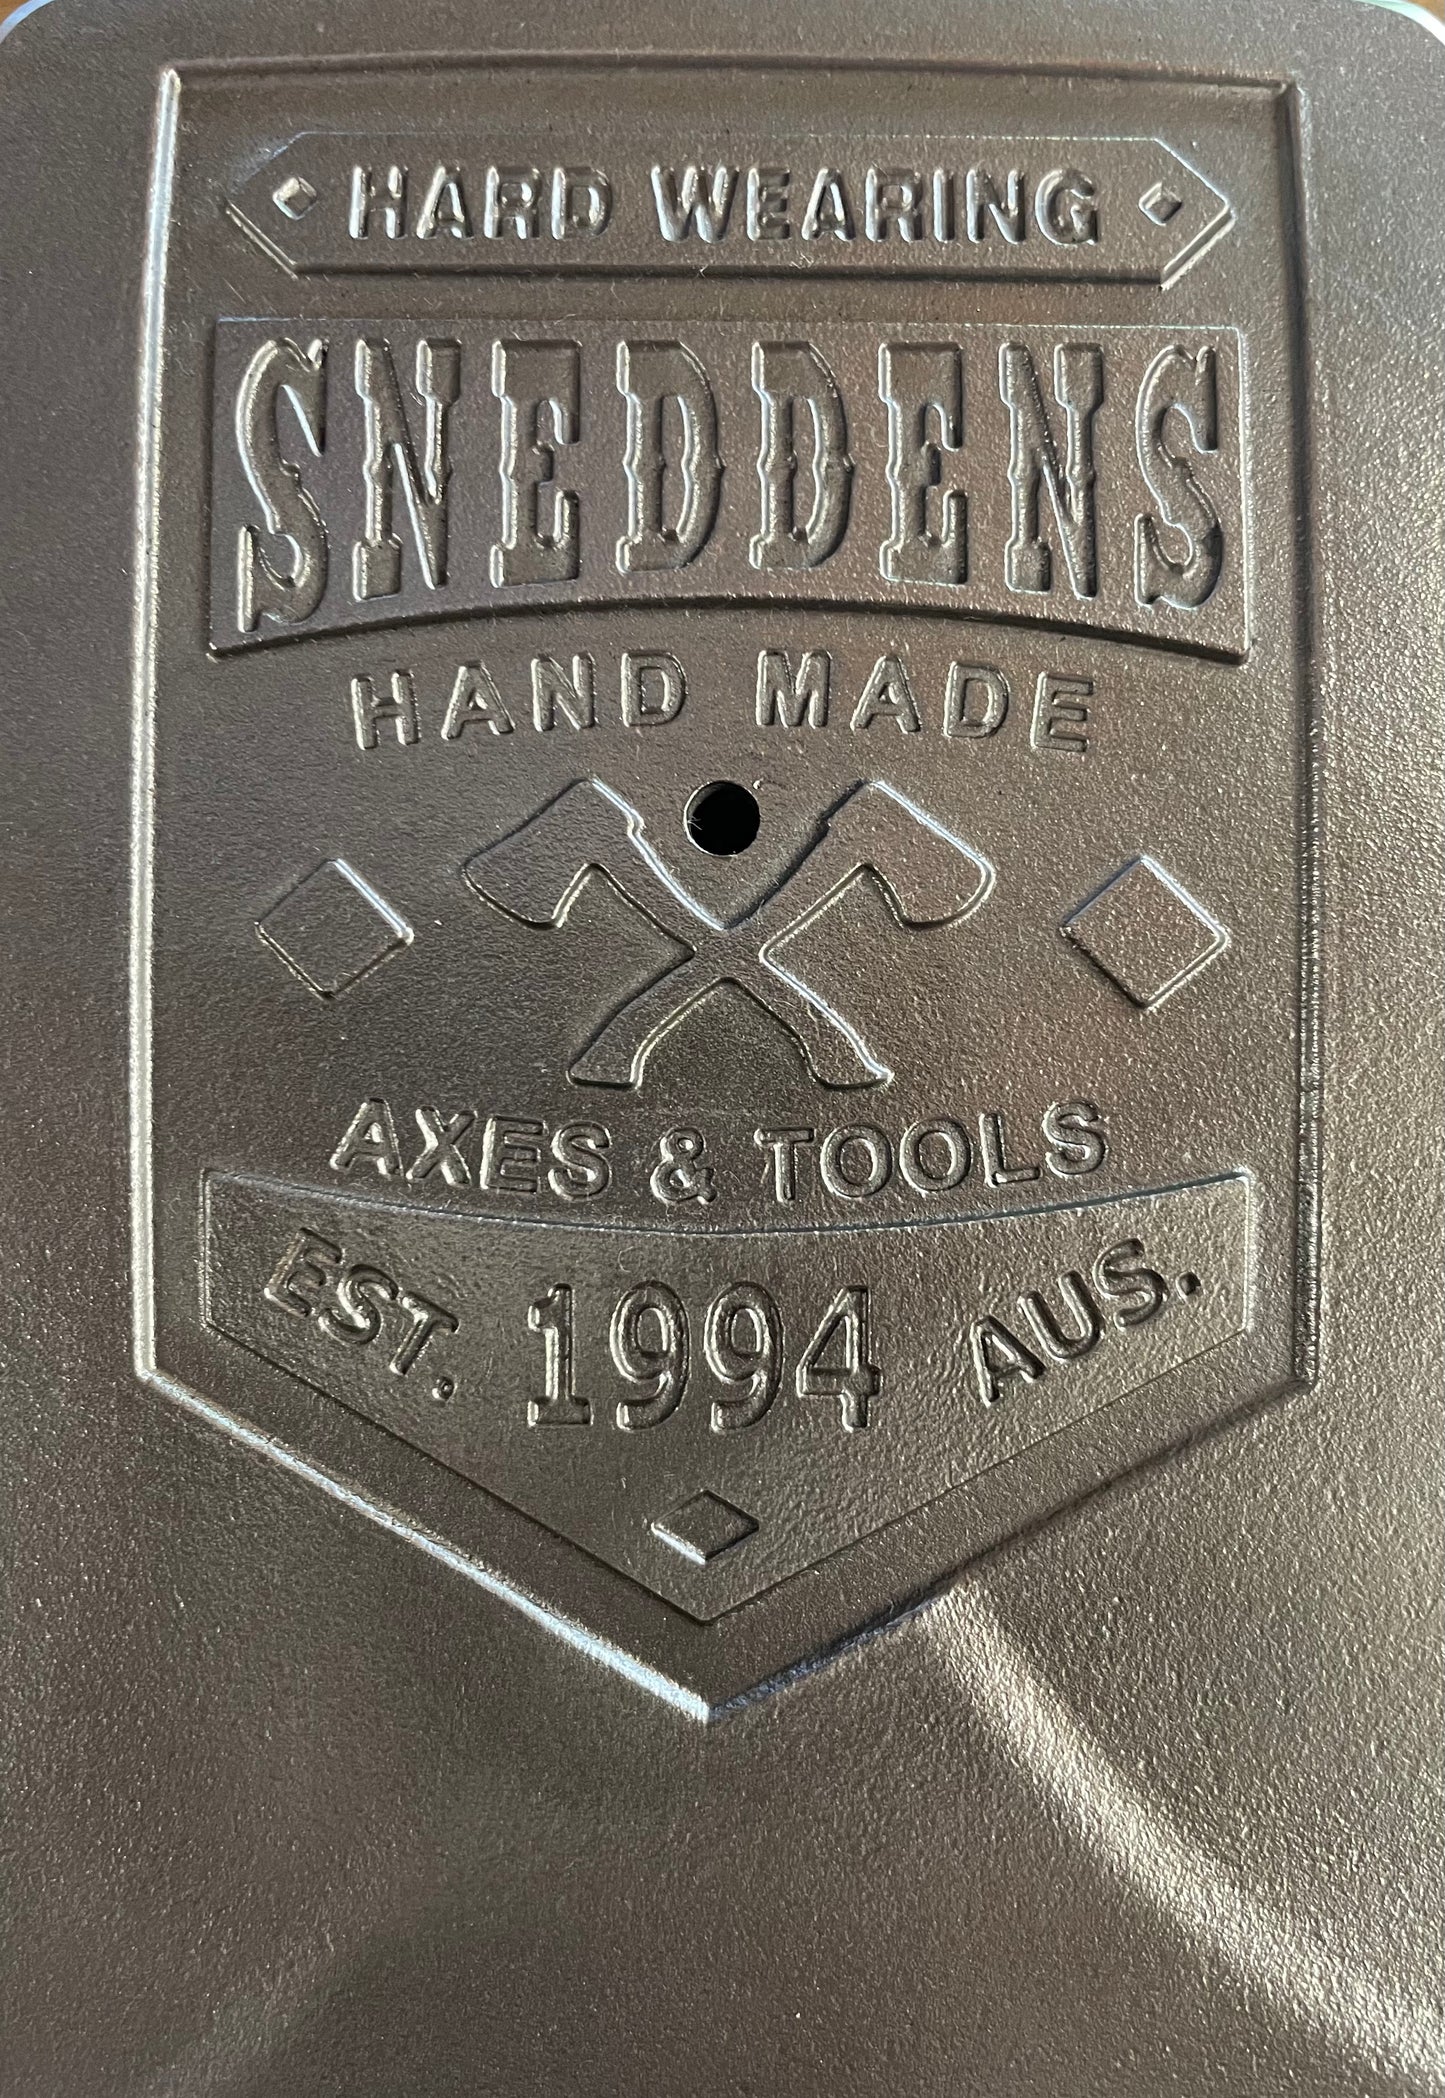 HARD WEARING
SNEDDENS
HAND MADE
AXES & TOOLS
EST. 1994 AUS.